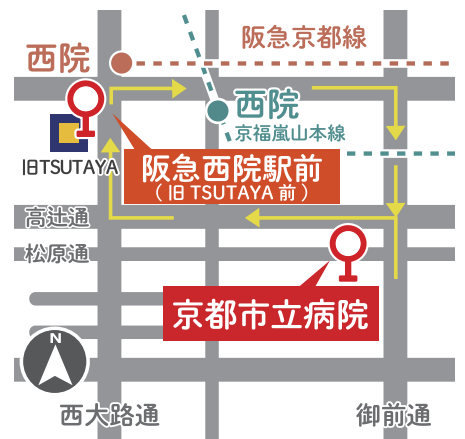 阪急京都線
西院
西院
京福嵐山本線
旧TSUTAYA
阪急西院駅前
（旧 TSUTAYA 前）
高辻通
松原通
京都市立病院
N
西大路通
御前通